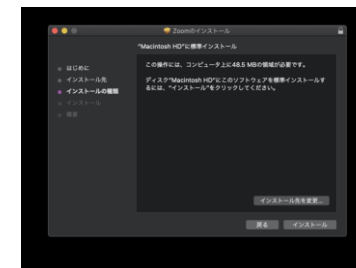 Zoomのインストール
"Macintosh HD"に標準インストール
はじめに
インストール先
インストールの種類
インストール
概要
この操作には、コンピュータ上に48.5 MBの領域が必要です。
ディスク"Macintosh HD"にこのソフトウェアを標準インストールす
るには、"インストール"をクリックしてください。
インストール先を変更...
戻る
インストール